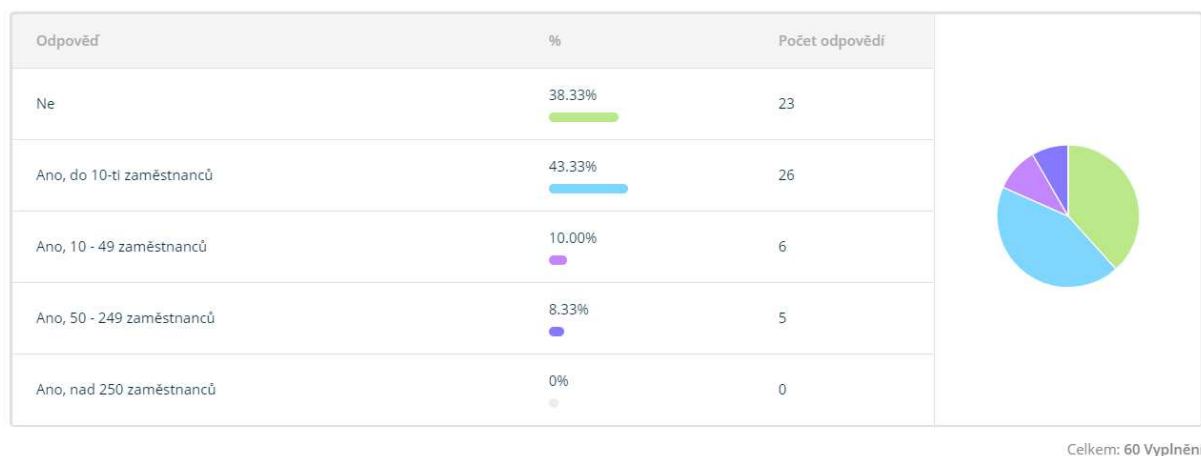 Odpověď % Počet odpovědí
Ne 38.33% 23
Ano, do 10-ti zaměstnanců 43.33% 26
Ano, 10 - 49 zaměstnanců 10.00% 6
Ano, 50 - 249 zaměstnanců 8.33% 5
Ano, nad 250 zaměstnanců 0% 0
Celkem: 60 Vyplnění